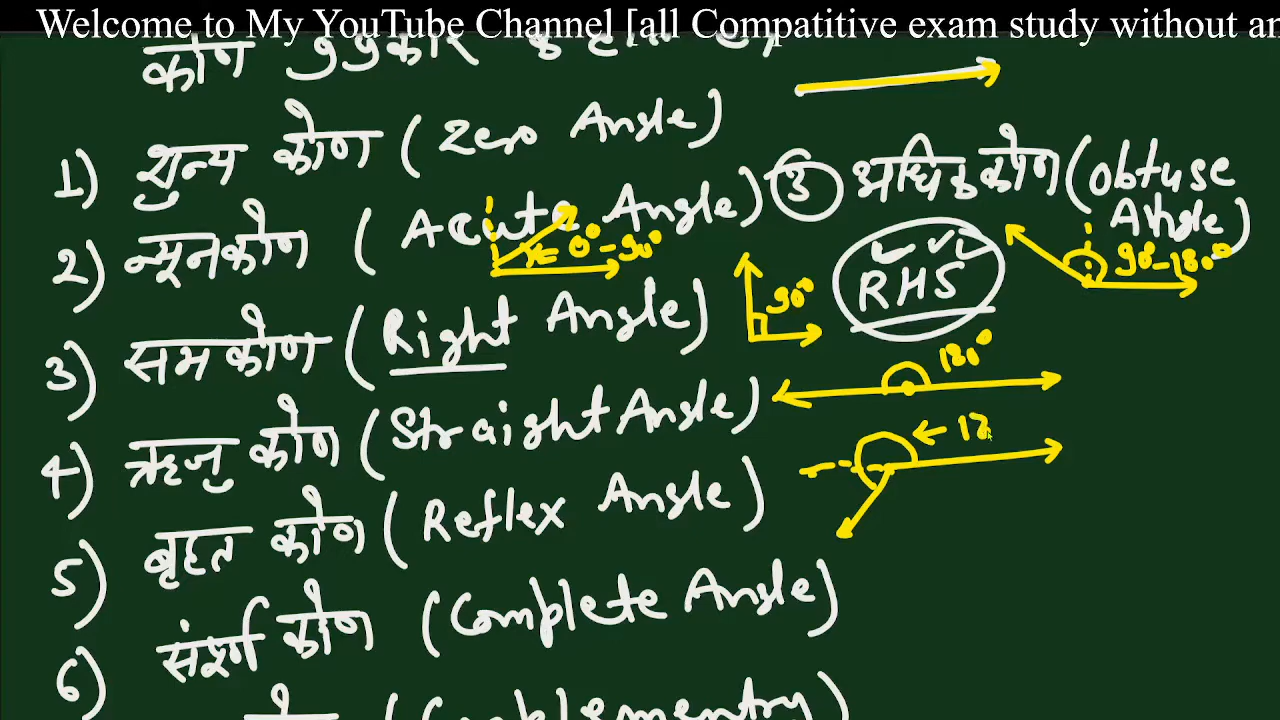 Welcome to My YouTube Channel [all Compatitive exam study without an
कोण
1) शुन्य कोण (Zero Angle)
2) न्यूनकोण (Acute Angle)
0° - 90°
3) समकोण (Right Angle)
90°
4) ऋजु कोण (Straight Angle)
180°
5) बृहत कोण (Reflex Angle)
← 18
6) संपूर्ण कोण (Complete Angle)
(Complementry)
③ अधिक कोण (Obtuse
Angle)
90° - 180°
RHS